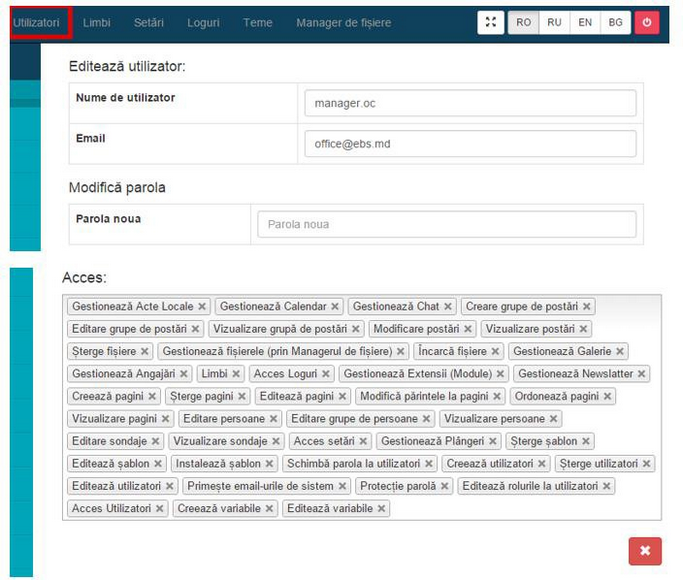 Utilizatori Limbi Setări Loguri Teme Manager de fișiere RO RU EN BG
Editează utilizator:
Nume de utilizator manager.oc
Email office@ebs.md
Modifică parola
Parola noua Parola noua
Acces:
Gestionează Acte Locale × Gestionează Calendar × Gestionează Chat × Creare grupe de postări ×
Editare grupe de postări × Vizualizare grupă de postări × Modificare postări × Vizualizare postări ×
Șterge fișiere × Gestionează fișierele (prin Managerul de fișiere) × Încarcă fișiere × Gestionează Galerie ×
Gestionează Angajări × Limbi × Acces Loguri × Gestionează Extensii (Module) × Gestionează Newslatter ×
Creează pagini × Șterge pagini × Editează pagini × Modifică părintele la pagini × Ordonează pagini ×
Vizualizare pagini × Editare persoane × Editare grupe de persoane × Vizualizare persoane ×
Editare sondaje × Vizualizare sondaje × Acces setări × Gestionează Plângeri × Șterge șablon ×
Editează șablon × Instalează șablon × Schimbă parola la utilizatori × Creează utilizatori × Șterge utilizatori ×
Editează utilizatori × Primește email-urile de sistem × Protecție parolă × Editează rolurile la utilizatori ×
Acces Utilizatori × Creează variabile × Editează variabile ×